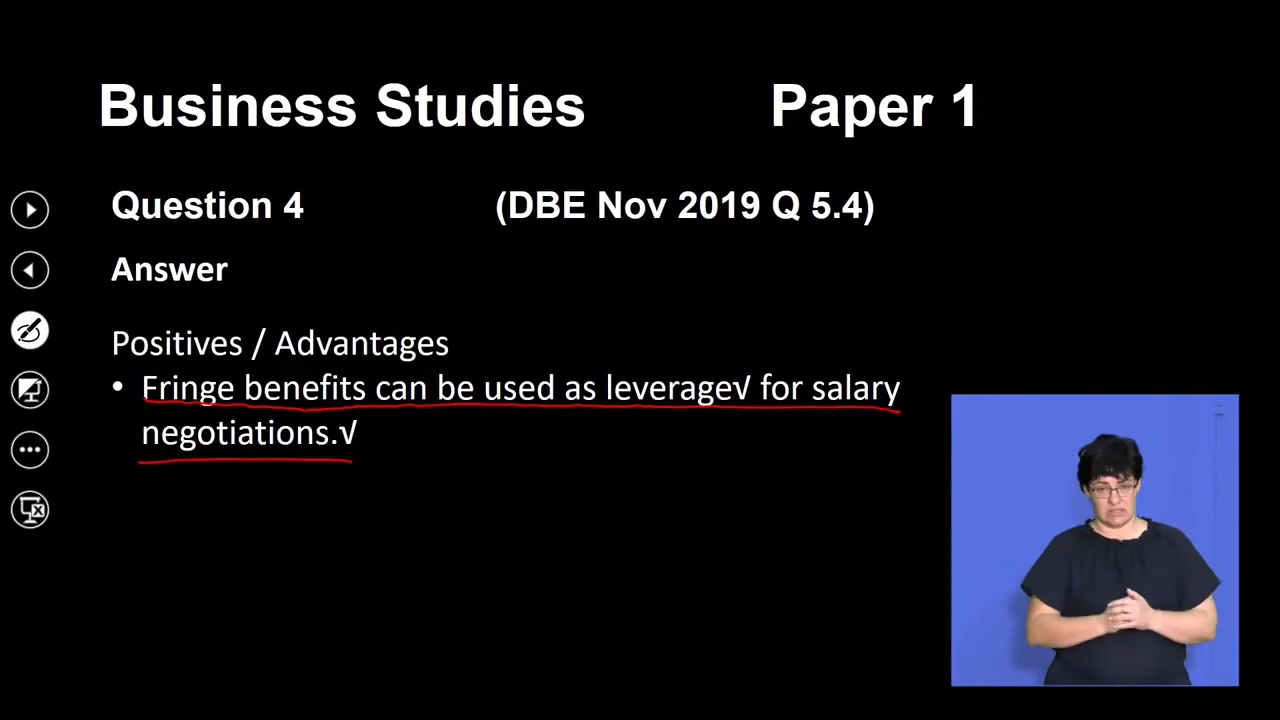 Business Studies Paper 1
Question 4 (DBE Nov 2019 Q 5.4)
Answer
Positives / Advantages
• Fringe benefits can be used as leverage√ for salary
negotiations.√